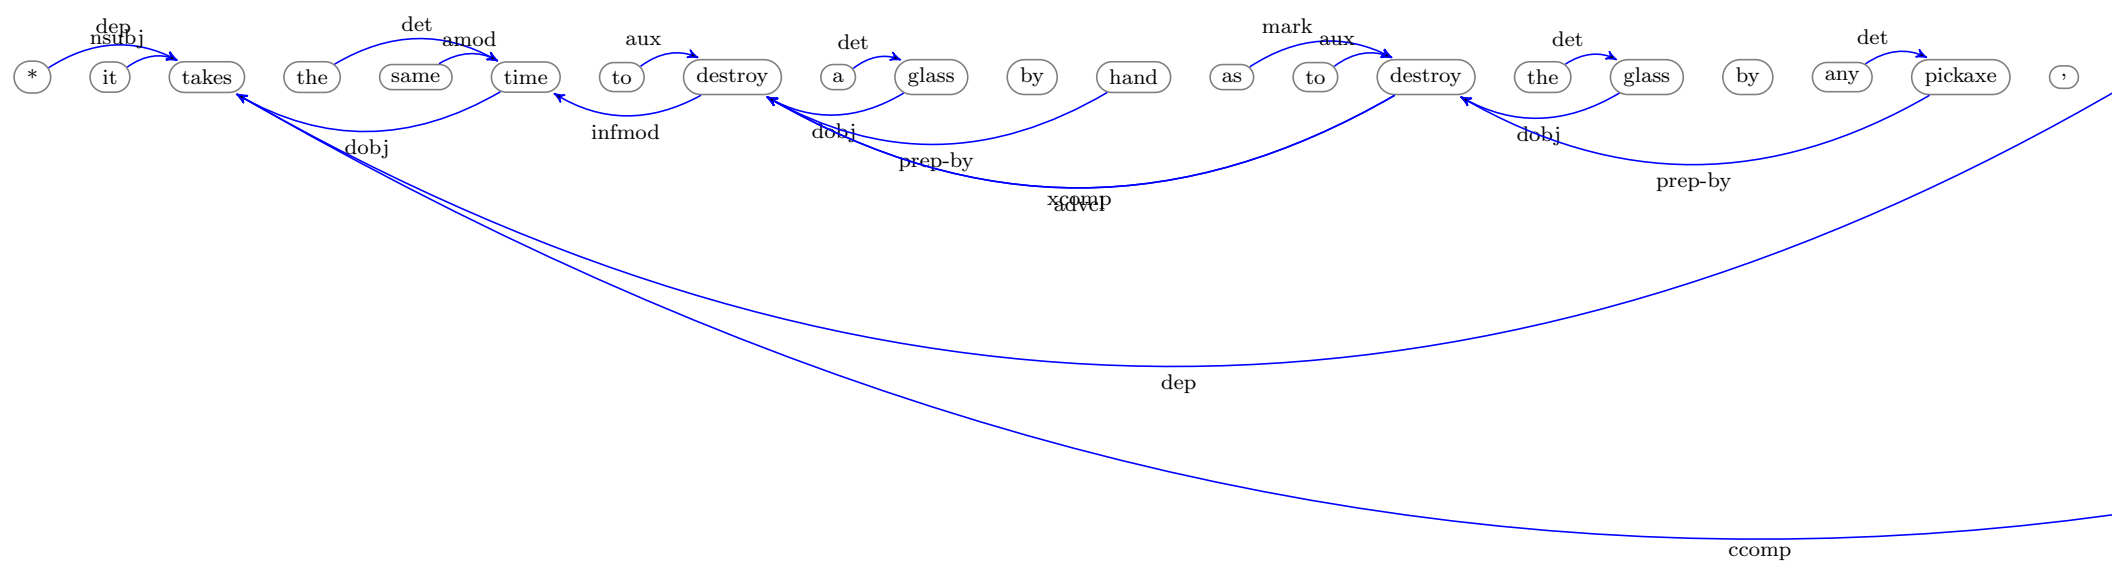 dep
nsubj
det
amod
aux
det
mark
aux
det
det
* it takes the same time to destroy a glass by hand as to destroy the glass by any pickaxe ,
dobj
infmod
dobj
prep-by
xcomp
advcl
dobj
prep-by
dep
ccomp